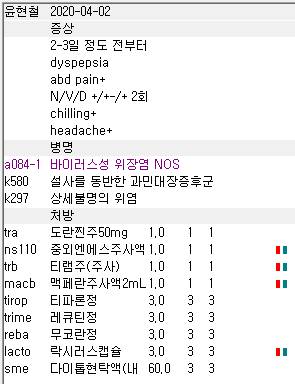 윤현철 2020-04-02
증상
2-3일 정도 전부터
dyspepsia
abd pain+
N/V/D +/+-/+ 2회
chilling+
headache+
병명
a084-1 바이러스성 위장염 NOS
k580 설사를 동반한 과민대장증후군
k297 상세불명의 위염
처방
tra 도란찐주50mg 1.0 1 1
ns110 중외엔에스주사액 1.0 1 1
trb 티램주(주사) 1.0 1 1
macb 맥페란주사액2mL 1.0 1 1
tirop 티파론정 3.0 3 3
trime 레큐틴정 3.0 3 3
reba 무코란정 3.0 3 3
lacto 락시러스캡슐 3.0 3 3
sme 다이톱현탁액(내 60.0 3 3